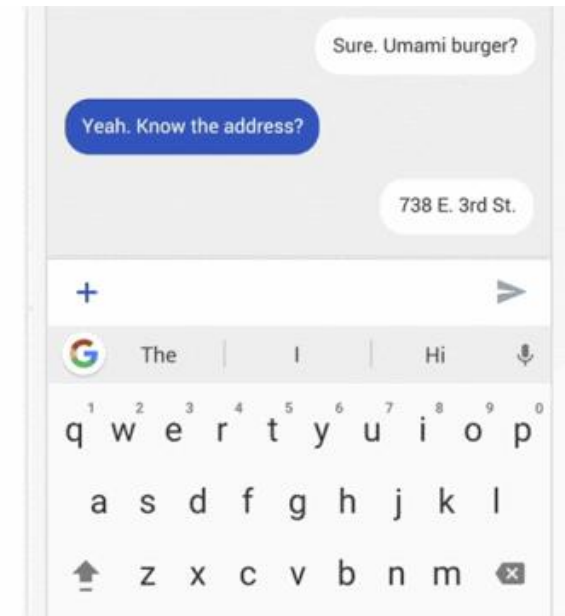 Sure. Umami burger?
Yeah. Know the address?
738 E. 3rd St.
+
G The I Hi
1 2 3 4 5 6 7 8 9 0
q w e r t y u i o p
a s d f g h j k l
z x c v b n m